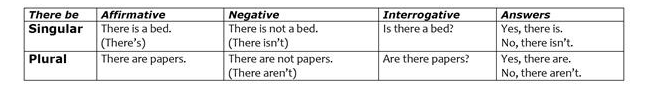 There be Affirmative Negative Interrogative Answers
Singular There is a bed. There is not a bed. Is there a bed? Yes, there is.
(There's) (There isn't) No, there isn't.
Plural There are papers. There are not papers. Are there papers? Yes, there are.
(There aren't) No, there aren't.